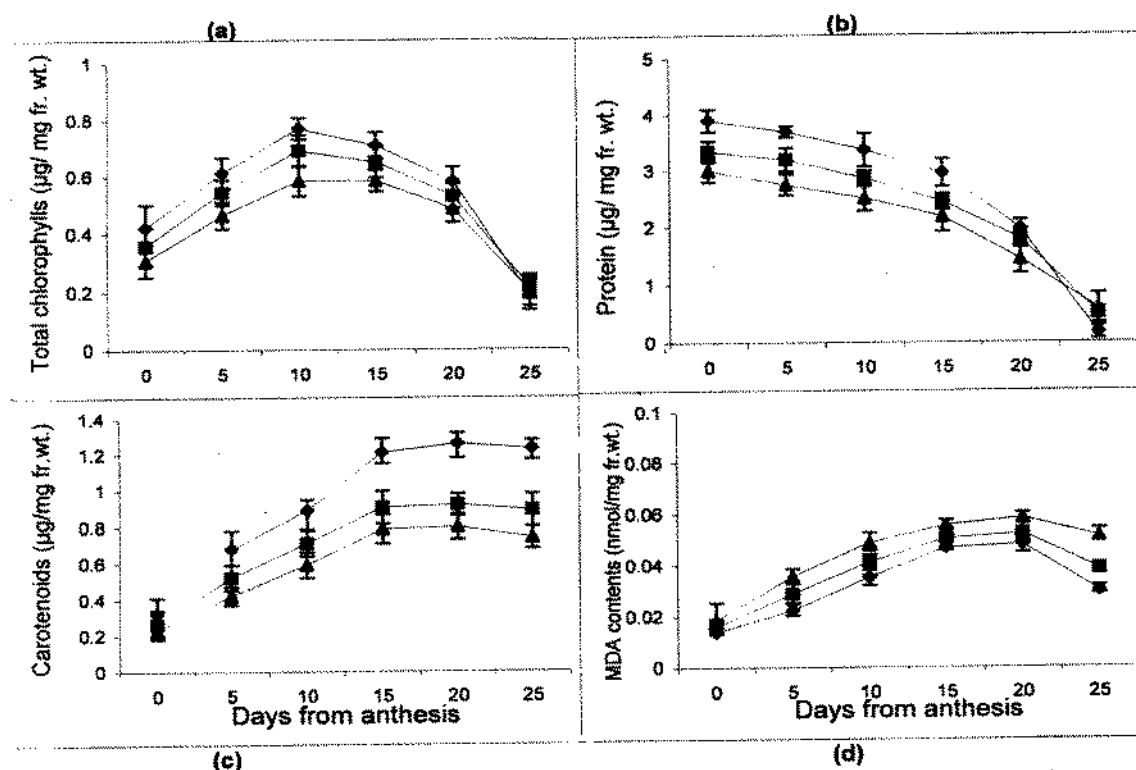 (a)
(b)
Total chlorophylls (µg/ mg fr. wt.)
1
0.8
0.6
0.4
0.2
0
0 5 10 15 20 25
Protein (µg/ mg fr. wt.)
5
4
3
2
1
0
0 5 10 15 20 25
Carotenoids (µg/mg fr.wt.)
1.4
1.2
1
0.8
0.6
0.4
0.2
0
0 5 10 15 20 25
Days from anthesis
MDA contents (nmol/mg fr.wt.)
0.1
0.08
0.06
0.04
0.02
0
0 5 10 15 20 25
Days from anthesis
(c)
(d)